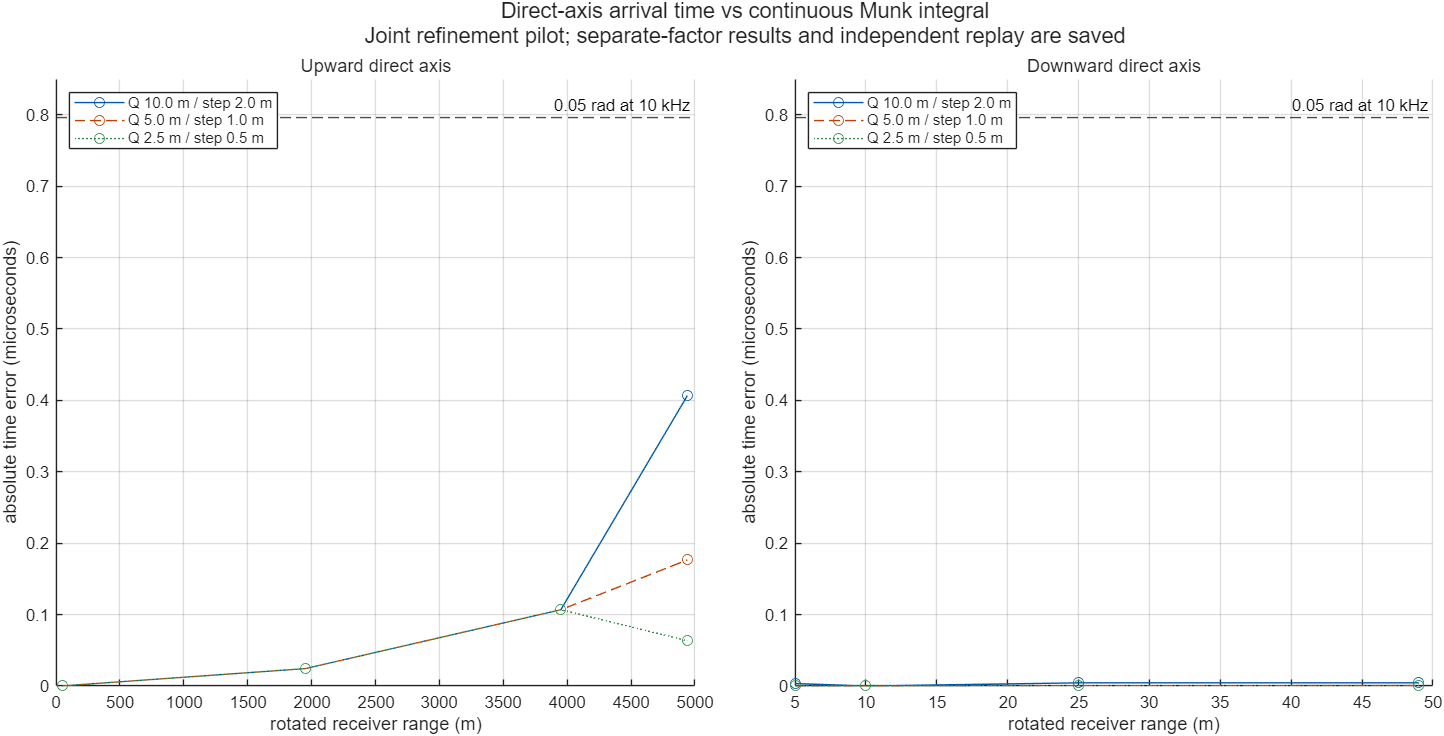 Direct-axis arrival time vs continuous Munk integral
Joint refinement pilot; separate-factor results and independent replay are saved
Upward direct axis
Q 10.0 m / step 2.0 m
Q 5.0 m / step 1.0 m
Q 2.5 m / step 0.5 m
0.05 rad at 10 kHz
absolute time error (microseconds)
0.8
0.7
0.6
0.5
0.4
0.3
0.2
0.1
0
0 500 1000 1500 2000 2500 3000 3500 4000 4500 5000
rotated receiver range (m)
Downward direct axis
Q 10.0 m / step 2.0 m
Q 5.0 m / step 1.0 m
Q 2.5 m / step 0.5 m
0.05 rad at 10 kHz
absolute time error (microseconds)
0.8
0.7
0.6
0.5
0.4
0.3
0.2
0.1
0
5 10 15 20 25 30 35 40 45 50
rotated receiver range (m)